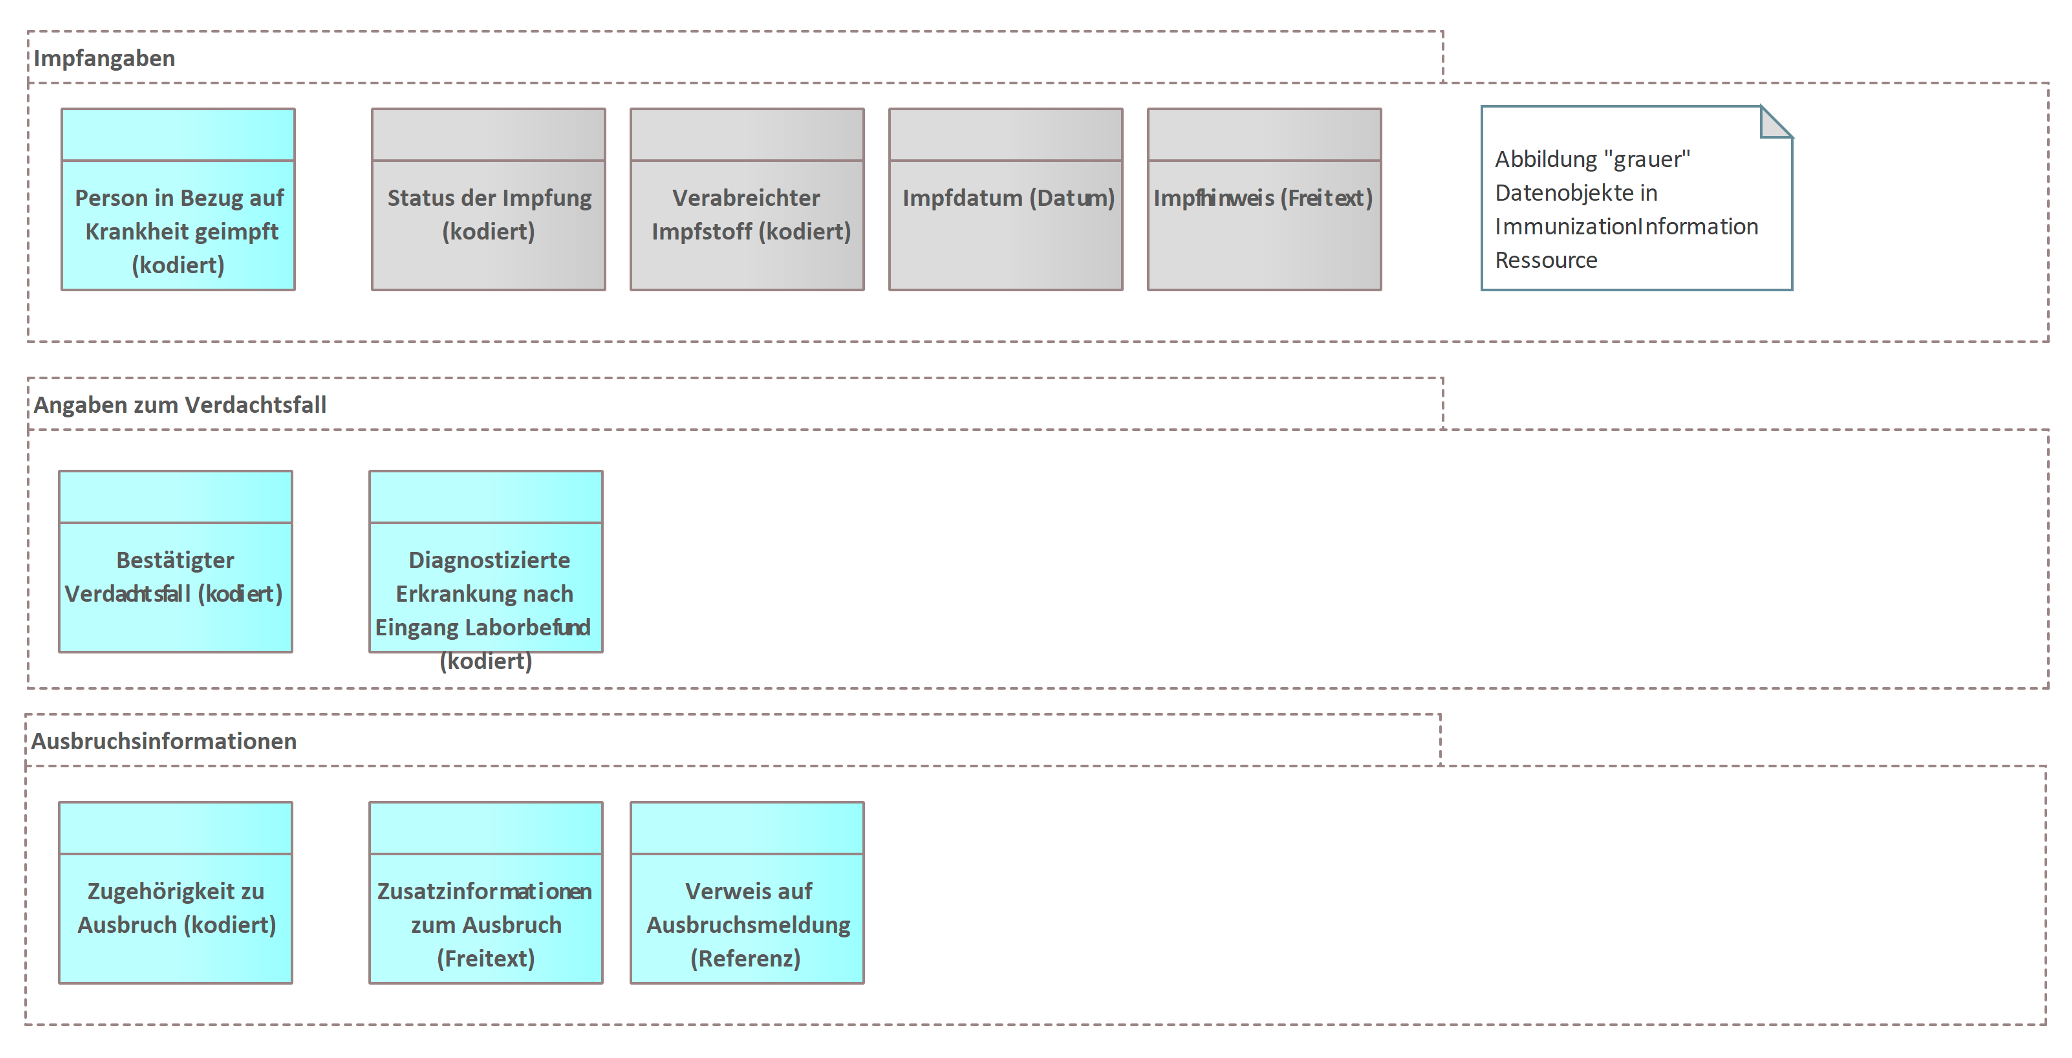 Impfangaben
Person in Bezug auf
Krankheit geimpft
(kodiert)
Status der Impfung
(kodiert)
Verabreichter
Impfstoff (kodiert)
Impfdatum (Datum)
Impfhinweis (Freitext)
Abbildung "grauer"
Datenobjekte in
ImmunizationInformation
Ressource
Angaben zum Verdachtsfall
Bestätigter
Verdachtsfall (kodiert)
Diagnostizierte
Erkrankung nach
Eingang Laborbefund
(kodiert)
Ausbruchsinformationen
Zugehörigkeit zu
Ausbruch (kodiert)
Zusatzinformationen
zum Ausbruch
(Freitext)
Verweis auf
Ausbruchsmeldung
(Referenz)